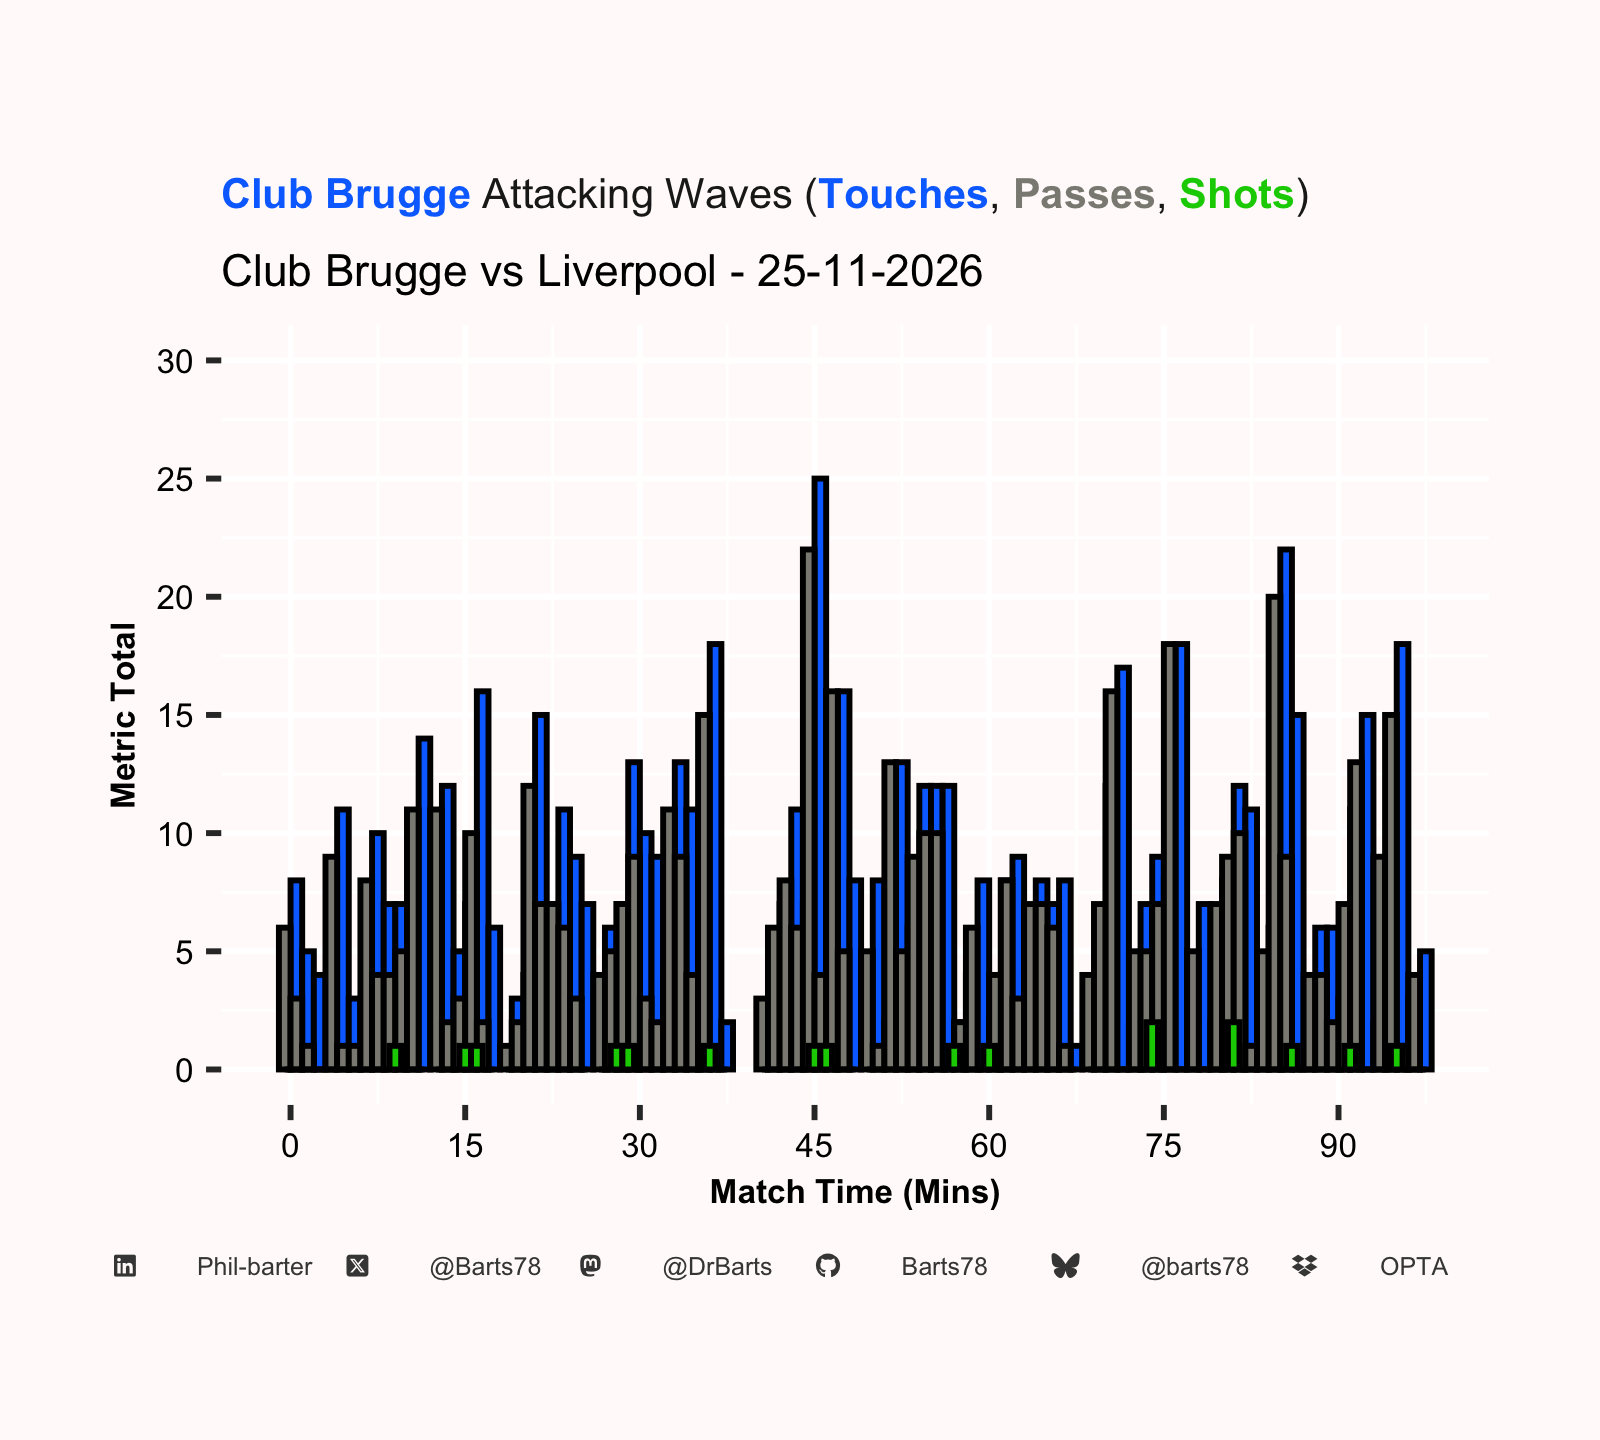 Club Brugge Attacking Waves (Touches, Passes, Shots)
Club Brugge vs Liverpool - 25-11-2026
30
25
20
15
10
5
0
Metric Total
0 15 30 45 60 75 90
Match Time (Mins)
Phil-barter @Barts78 @DrBarts Barts78 @barts78 OPTA